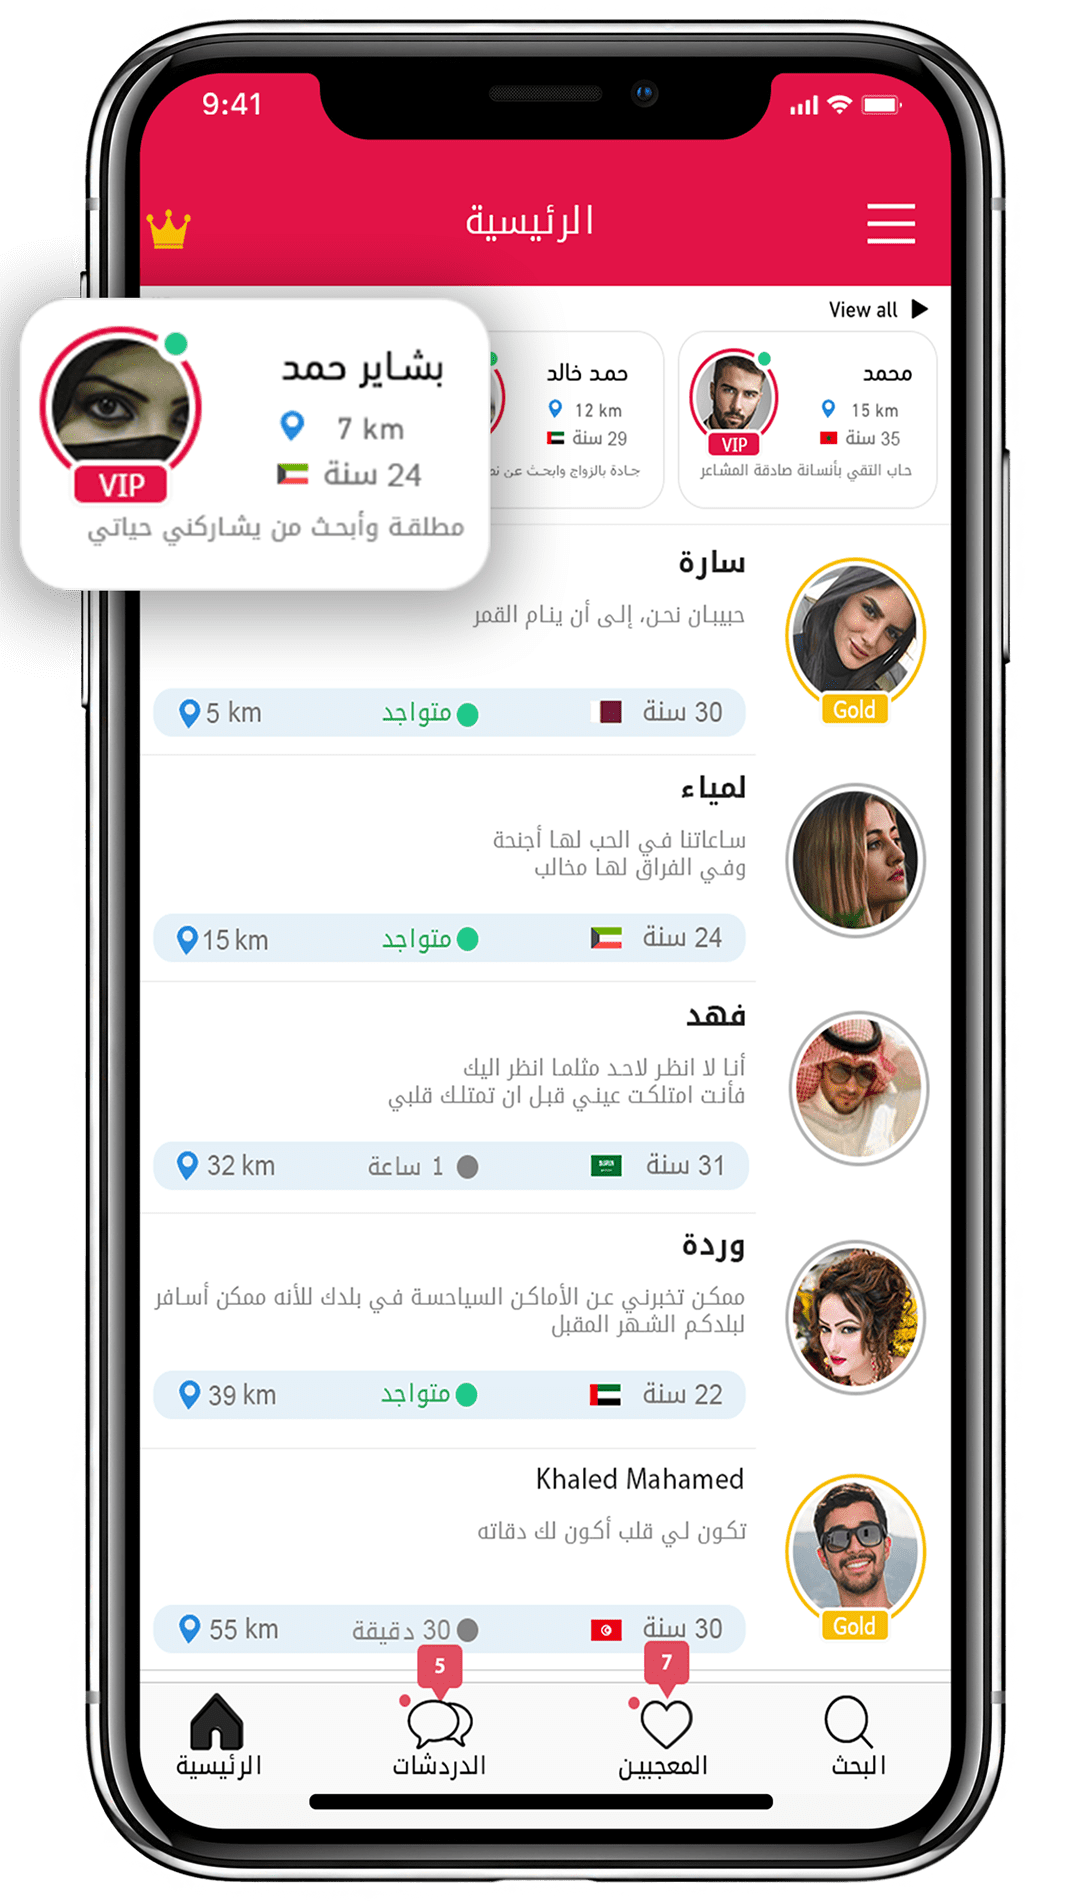 9:41
الرئيسية
View all
محمد
15 km
35 سنة
VIP
حاب التقي بأنسانة صادقة المشاعر
حمد خالد
12 km
29 سنة
جادة بالزواج وابحث عن
بشاير حمد
7 km
24 سنة
VIP
مطلقة وأبحث من يشاركني حياتي
سارة
حبيبان نحن، إلى أن ينام القمر
30 سنة
متواجد
5 km
Gold
لمياء
ساعاتنا في الحب لها أجنحة
وفي الفراق لها مخالب
24 سنة
متواجد
15 km
فهد
أنا لا انظر لاحد مثلما انظر اليك
فأنت امتلكت عيني قبل ان تمتلك قلبي
31 سنة
1 ساعة
32 km
وردة
ممكن تخبرني عن الأماكن السياحسة في بلدك للأنه ممكن أسافر
لبلدكم الشهر المقبل
22 سنة
متواجد
39 km
Khaled Mahamed
تكون لي قلب أكون لك دقاته
30 سنة
30 دقيقة
55 km
Gold
7
5
البحث
المعجبين
الدردشات
الرئيسية